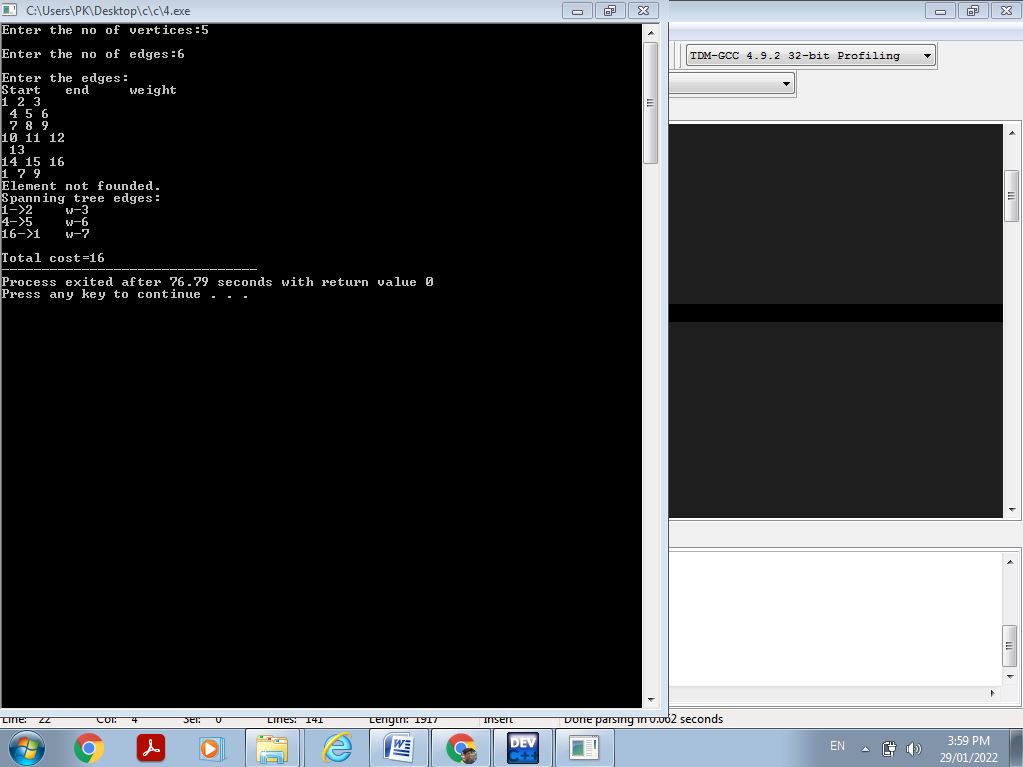 C:\Users\PK\Desktop\c\c\4.exe
Enter the no of vertices:5
Enter the no of edges:6
Enter the edges:
Start end weight
1 2 3
4 5 6
7 8 9
10 11 12
13
14 15 16
1 7 9
Element not founded.
Spanning tree edges:
1->2 w-3
4->5 w-6
16->1 w-7
Total cost=16
--------------------------------
Process exited after 76.79 seconds with return value 0
Press any key to continue . . .
TDM-GCC 4.9.2 32-bit Profiling
Line: 22 Col: 4 Sel: 0 Lines: 141 Length: 1917 Insert Done parsing in 0.062 seconds
DEV
C++
W
EN
3:59 PM
29/01/2022